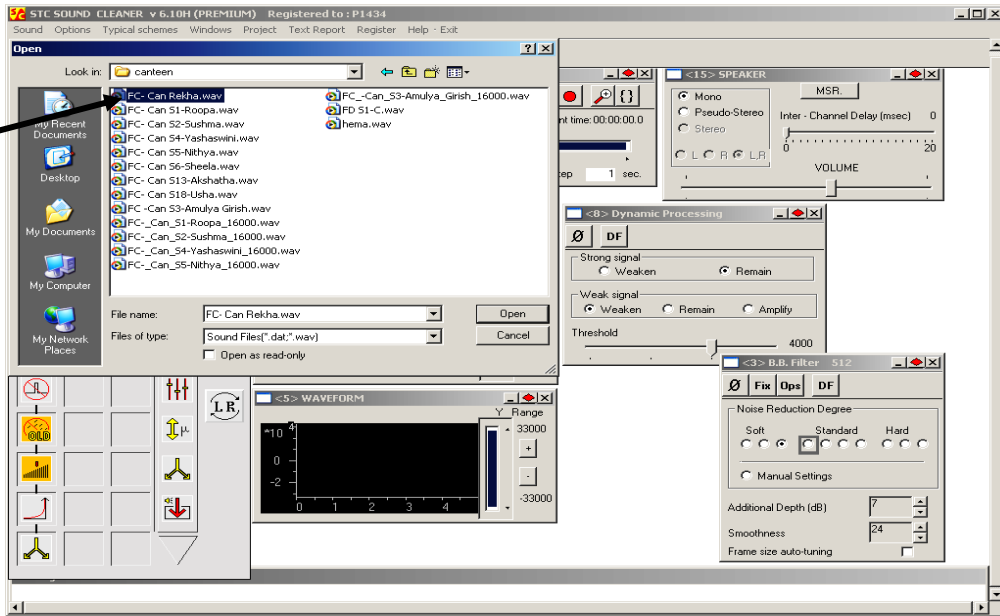 STC SOUND CLEANER v 6.10H (PREMIUM) Registered to : P1434
Sound Options Typical schemes Windows Project Text Report Register Help - Exit
Open
Look in: canteen
My Recent Documents
Desktop
My Documents
My Computer
My Network Places
FC- Can Rekha.wav
FC- Can S1-Roopa.wav
FC- Can S2-Sushma.wav
FC- Can S4-Yashaswini.wav
FC- Can S5-Nithya.wav
FC- Can S6-Sheela.wav
FC- Can S13-Akshatha.wav
FC- Can S18-Usha.wav
FC -Can S3-Amulya Girish.wav
FC-_Can_S1-Roopa_16000.wav
FC-_Can_S2-Sushma_16000.wav
FC-_Can_S4-Yashaswini_16000.wav
FC-_Can_S5-Nithya_16000.wav
FC_-Can_S3-Amulya_Girish_16000.wav
FD S1-C.wav
hema.wav
File name: FC- Can Rekha.wav Open
Files of type: Sound Files(*.dat;*.wav) Cancel
Open as read-only
nt time: 00:00:00.0
1 sec.
<15> SPEAKER
Mono MSR.
Pseudo-Stereo Inter - Channel Delay (msec) 0
Stereo
0 20
L R L,R
VOLUME
<8> Dynamic Processing
Ø DF
Strong signal
Weaken Remain
Weak signal
Weaken Remain Amplify
Threshold
4000
<3> B.B. Filter 512
Ø Fix Ops DF
Noise Reduction Degree
Soft Standard Hard
Manual Settings
Additional Depth (dB) 7
Smoothness 24
Frame size auto-tuning
OLD
LR
µ
<5> WAVEFORM
Y Range
*10 4
33000
+
0
-
-2
-33000
0 1 2 3 4